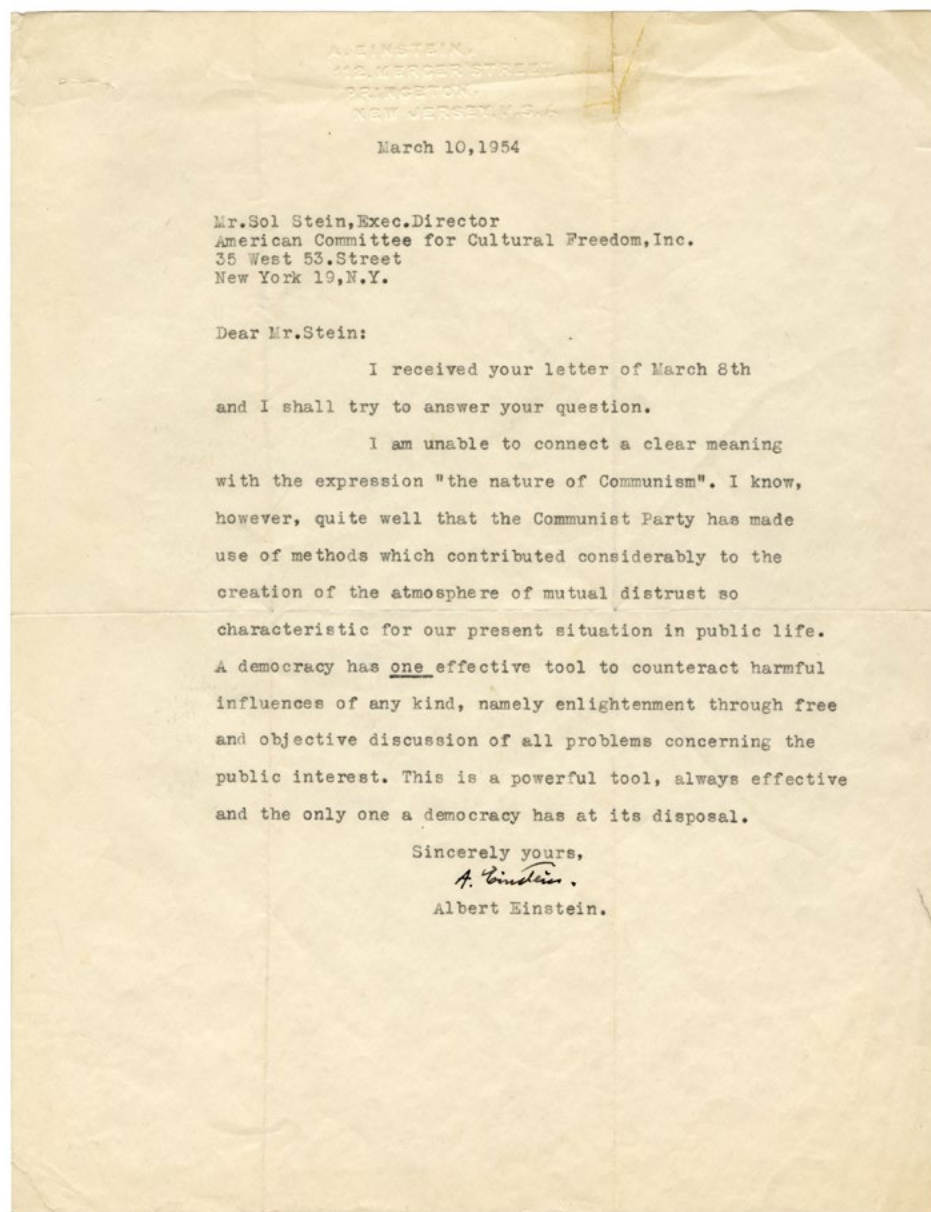 A. EINSTEIN.
112, MERCER STREET,
PRINCETON.
NEW JERSEY, U.S.A.
March 10,1954
Mr.Sol Stein,Exec.Director
American Committee for Cultural Freedom,Inc.
35 West 53.Street
New York 19,N.Y.
Dear Mr.Stein:
I received your letter of March 8th
and I shall try to answer your question.
I am unable to connect a clear meaning
with the expression "the nature of Communism". I know,
however, quite well that the Communist Party has made
use of methods which contributed considerably to the
creation of the atmosphere of mutual distrust so
characteristic for our present situation in public life.
A democracy has one effective tool to counteract harmful
influences of any kind, namely enlightenment through free
and objective discussion of all problems concerning the
public interest. This is a powerful tool, always effective
and the only one a democracy has at its disposal.
Sincerely yours,
A. Einstein.
Albert Einstein.